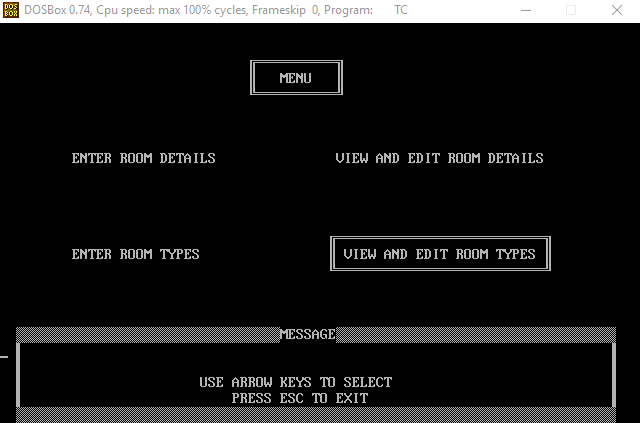 DOS BOX DOSBox 0.74, Cpu speed: max 100% cycles, Frameskip 0, Program: TC
MENU
ENTER ROOM DETAILS VIEW AND EDIT ROOM DETAILS
ENTER ROOM TYPES VIEW AND EDIT ROOM TYPES
MESSAGE
USE ARROW KEYS TO SELECT
PRESS ESC TO EXIT